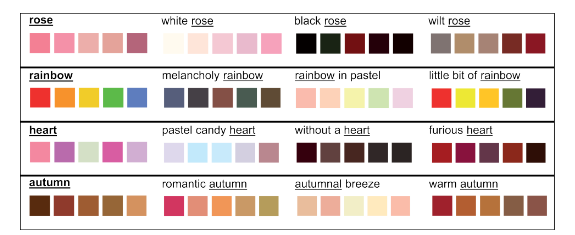 rose white rose black rose wilt rose
rainbow melancholy rainbow rainbow in pastel little bit of rainbow
heart pastel candy heart without a heart furious heart
autumn romantic autumn autumnal breeze warm autumn